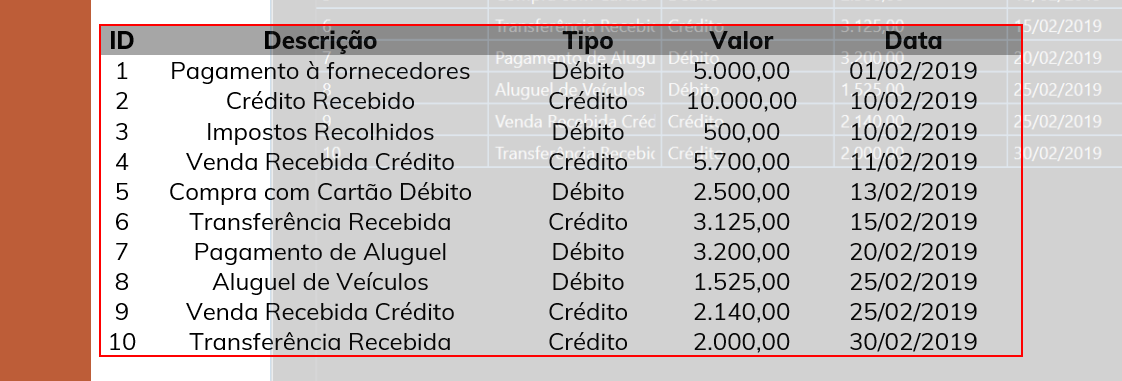 ID Descrição Tipo Valor Data
1 Pagamento à fornecedores Débito 5.000,00 01/02/2019
2 Crédito Recebido Crédito 10.000,00 10/02/2019
3 Impostos Recolhidos Débito 500,00 10/02/2019
4 Venda Recebida Crédito Crédito 5.700,00 11/02/2019
5 Compra com Cartão Débito Débito 2.500,00 13/02/2019
6 Transferência Recebida Crédito 3.125,00 15/02/2019
7 Pagamento de Aluguel Débito 3.200,00 20/02/2019
8 Aluguel de Veículos Débito 1.525,00 25/02/2019
9 Venda Recebida Crédito Crédito 2.140,00 25/02/2019
10 Transferência Recebida Crédito 2.000,00 30/02/2019